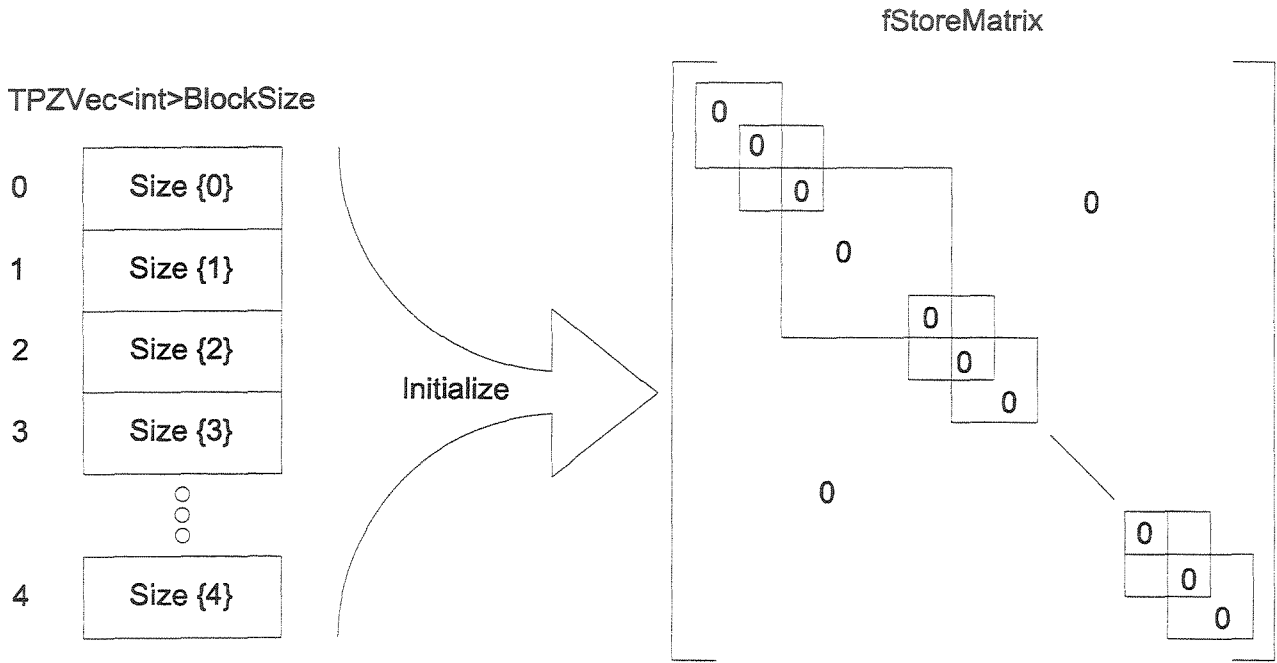 fStoreMatrix
TPZVec<int>BlockSize
0 Size {0}
1 Size {1}
2 Size {2}
3 Size {3}
4 Size {4}
Initialize
0
0
0
0
0
0
0
0
0
0
0
0